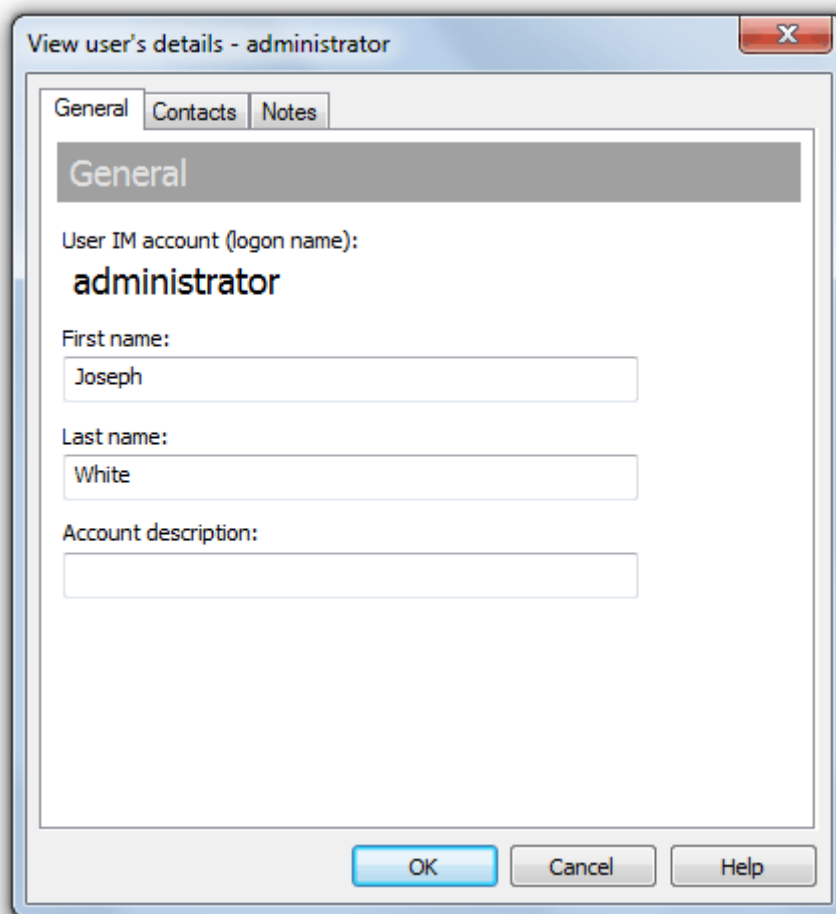 View user's details - administrator
General Contacts Notes
General
User IM account (logon name):
administrator
First name:
Joseph
Last name:
White
Account description:
OK Cancel Help